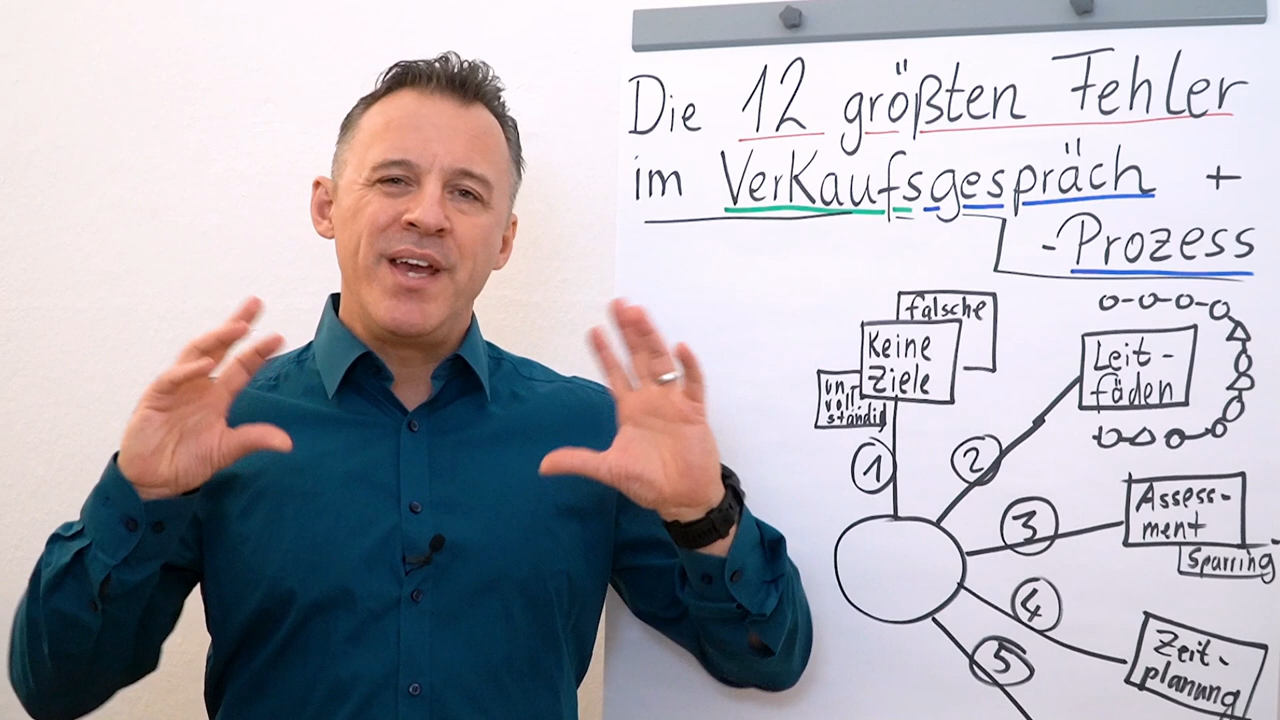 Die 12 größten Fehler
im Verkaufsgespräch +
-Prozess
falsche
Keine
Ziele
un
voll
ständig
1
Leit-
fäden
2
Assess-
ment
Sparring
3
4
Zeit-
planung
5